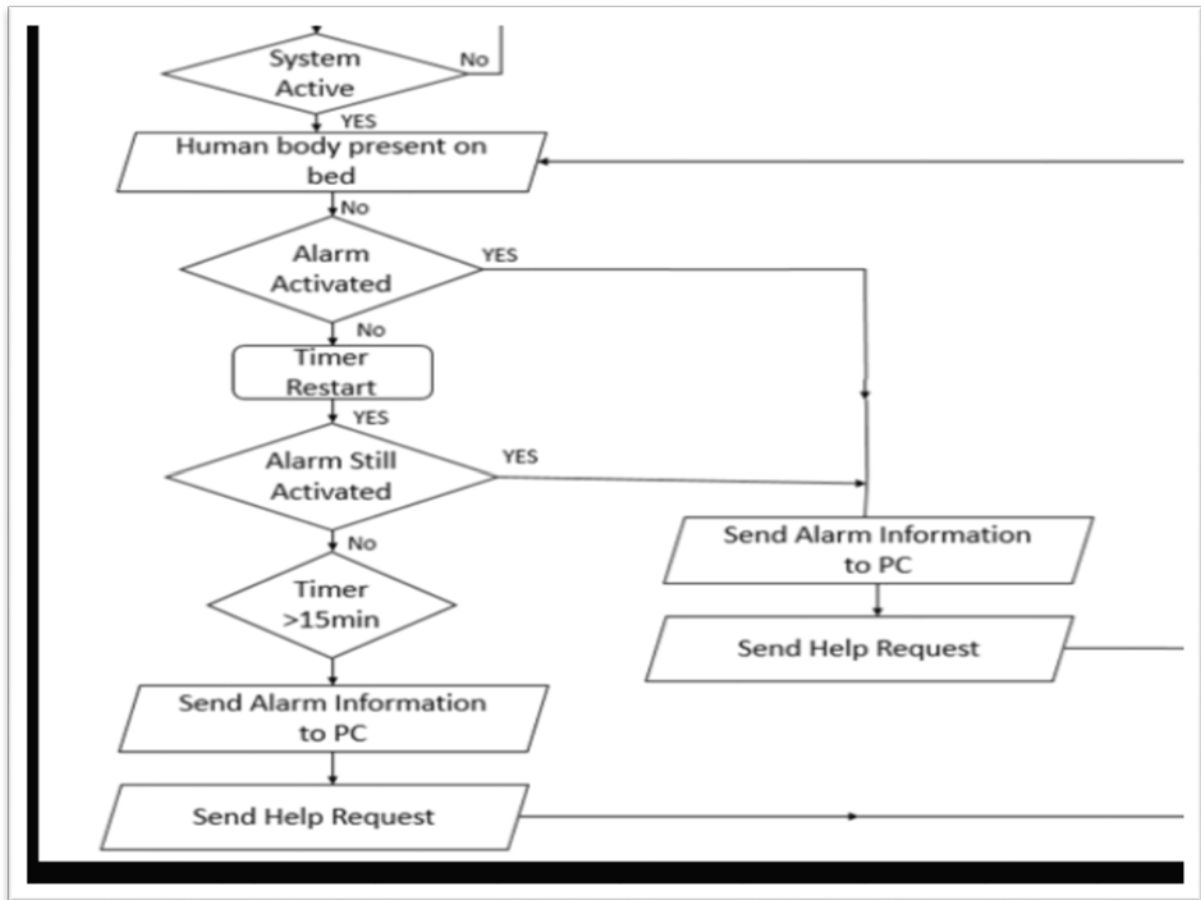 System
Active
No
YES
Human body present on
bed
No
Alarm
Activated
YES
No
Timer
Restart
YES
Alarm Still
Activated
YES
No
Timer
>15min
Send Alarm Information
to PC
Send Help Request
Send Alarm Information
to PC
Send Help Request